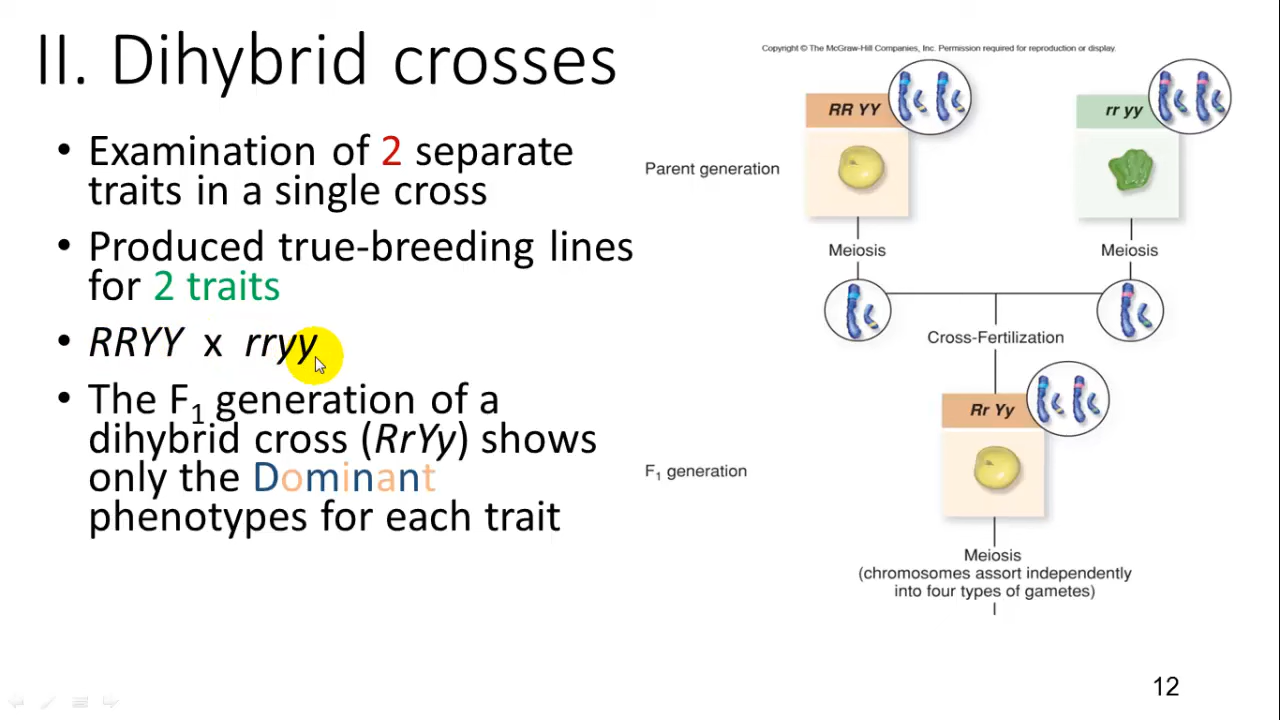 II. Dihybrid crosses
• Examination of 2 separate
traits in a single cross
• Produced true-breeding lines
for 2 traits
• RRYY x rryy
• The F₁ generation of a
dihybrid cross (RrYy) shows
only the Dominant
phenotypes for each trait
Copyright © The McGraw-Hill Companies, Inc. Permission required for reproduction or display.
RR YY
rr yy
Parent generation
Meiosis
Meiosis
Cross-Fertilization
Rr Yy
F₁ generation
Meiosis
(chromosomes assort independently
into four types of gametes)
12